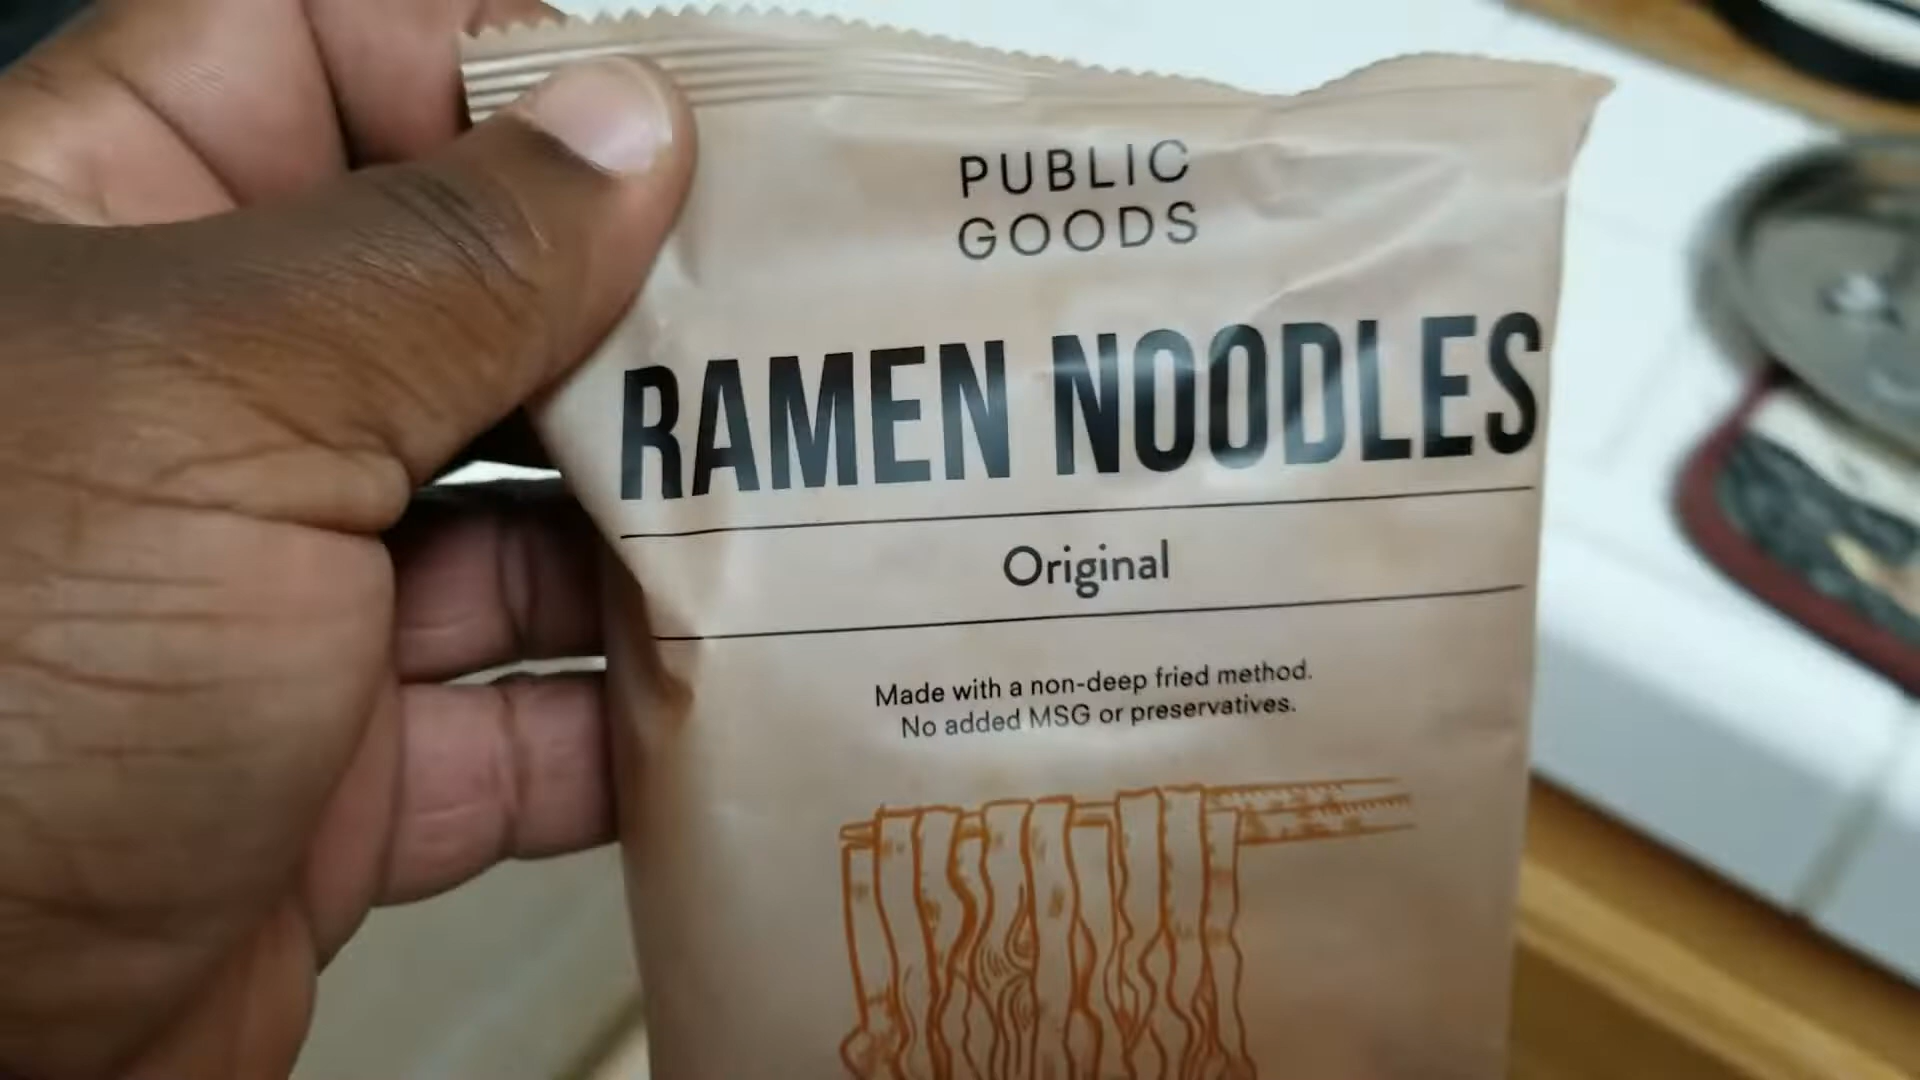 PUBLIC
GOODS
RAMEN NOODLES
Original
Made with a non-deep fried method.
No added MSG or preservatives.